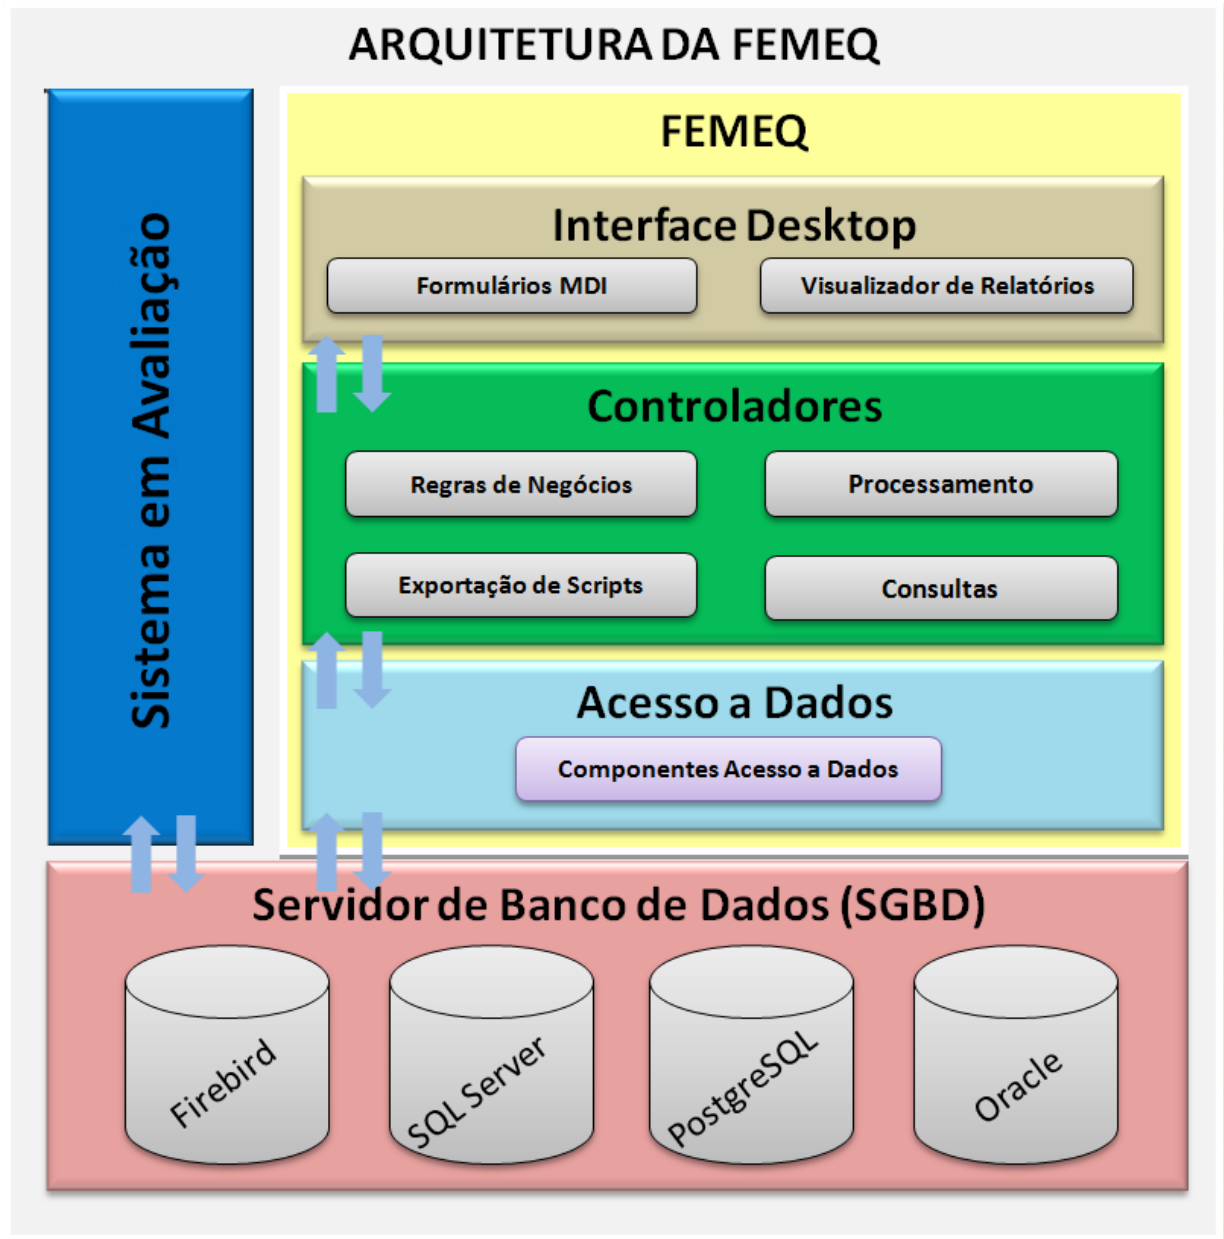 ARQUITETURA DA FEMEQ
Sistema em Avaliação
FEMEQ
Interface Desktop
Formulários MDI
Visualizador de Relatórios
Controladores
Regras de Negócios
Processamento
Exportação de Scripts
Consultas
Acesso a Dados
Componentes Acesso a Dados
Servidor de Banco de Dados (SGBD)
Firebird
SQL Server
PostgreSQL
Oracle